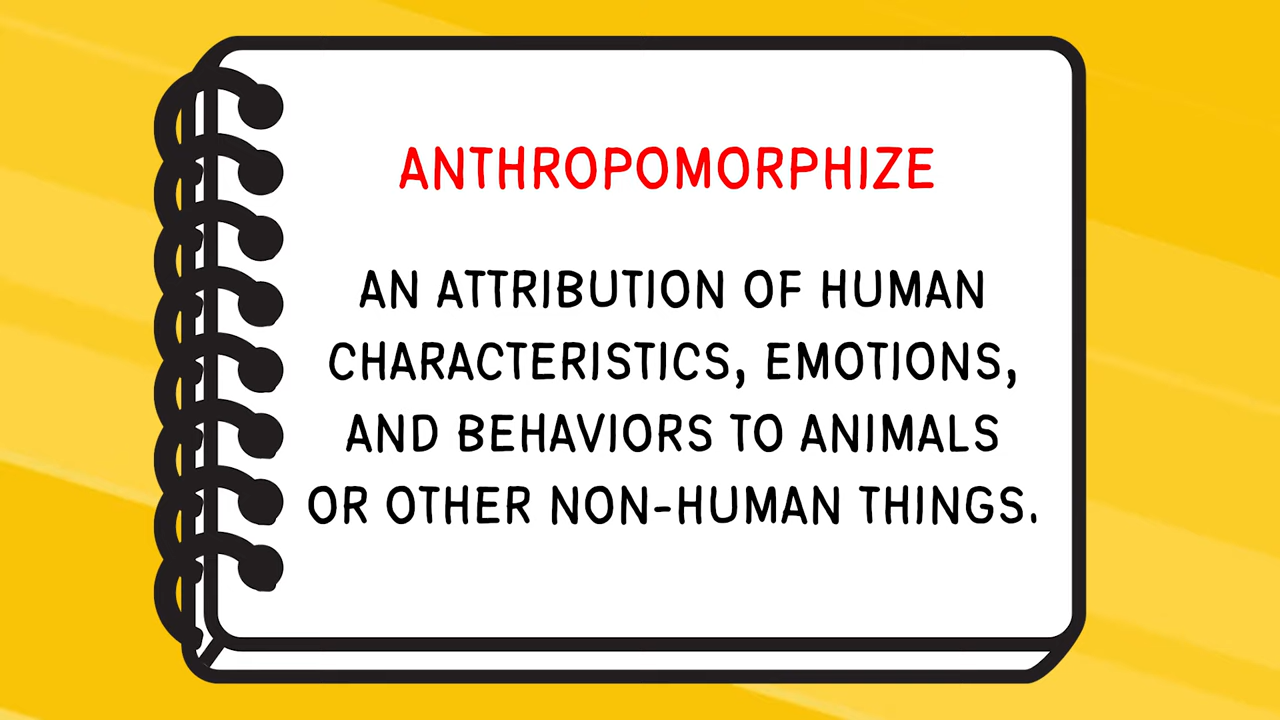 ANTHROPOMORPHIZE
AN ATTRIBUTION OF HUMAN
CHARACTERISTICS, EMOTIONS,
AND BEHAVIORS TO ANIMALS
OR OTHER NON-HUMAN THINGS.